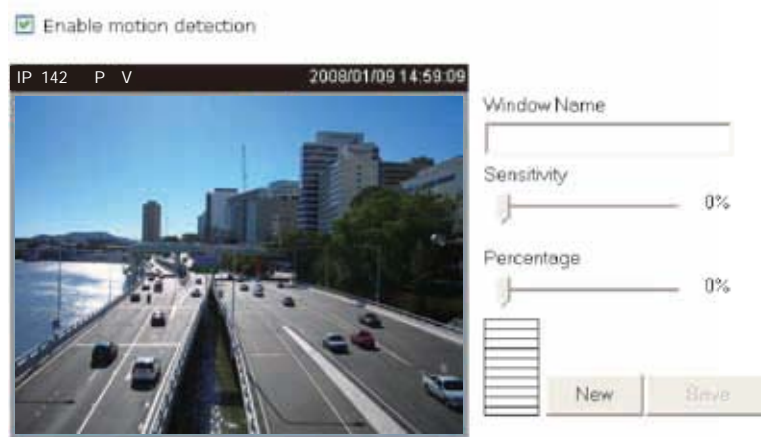 Enable motion detection
IP 142 P V 2008/01/09 14:59:09
Window Name
Sensitivity
0%
Percentage
0%
New Save